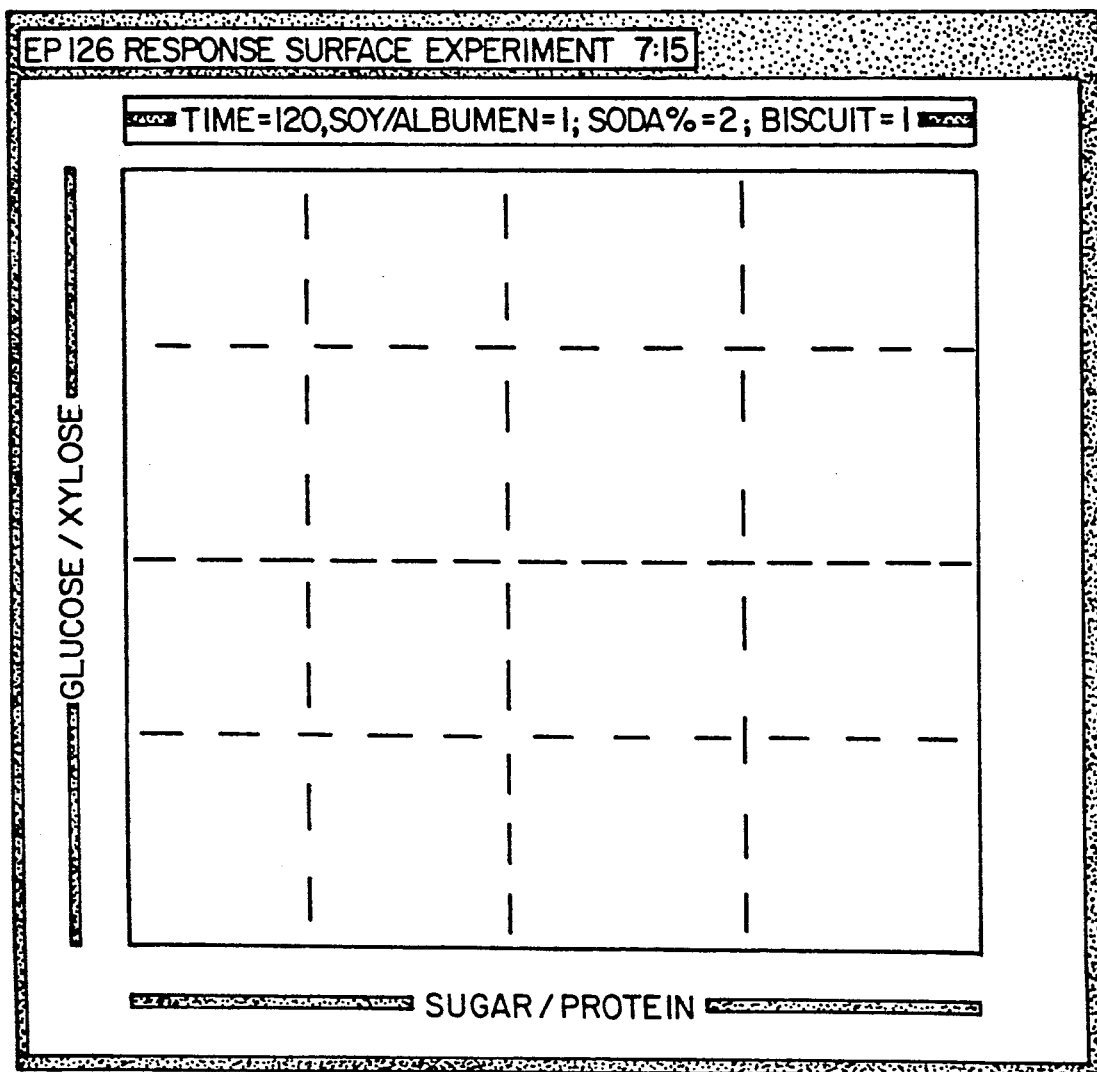 EP 126 RESPONSE SURFACE EXPERIMENT 7:15
TIME=120,SOY/ALBUMEN=1; SODA%=2; BISCUIT=1
GLUCOSE / XYLOSE
SUGAR / PROTEIN